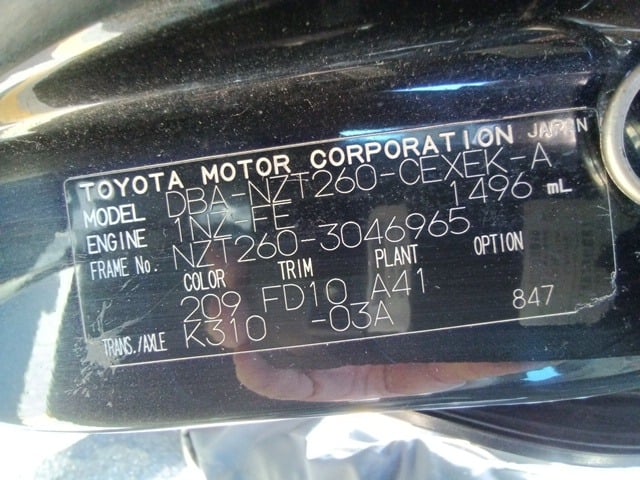 TOYOTA MOTOR CORPORATION JAPAN
MODEL DBA-NZT260-CEXEK-A
ENGINE 1NZ-FE 1496 mL
FRAME No. NZT260-3046965
COLOR TRIM PLANT OPTION
209 FD10 A41
TRANS./AXLE K310 -03A 847